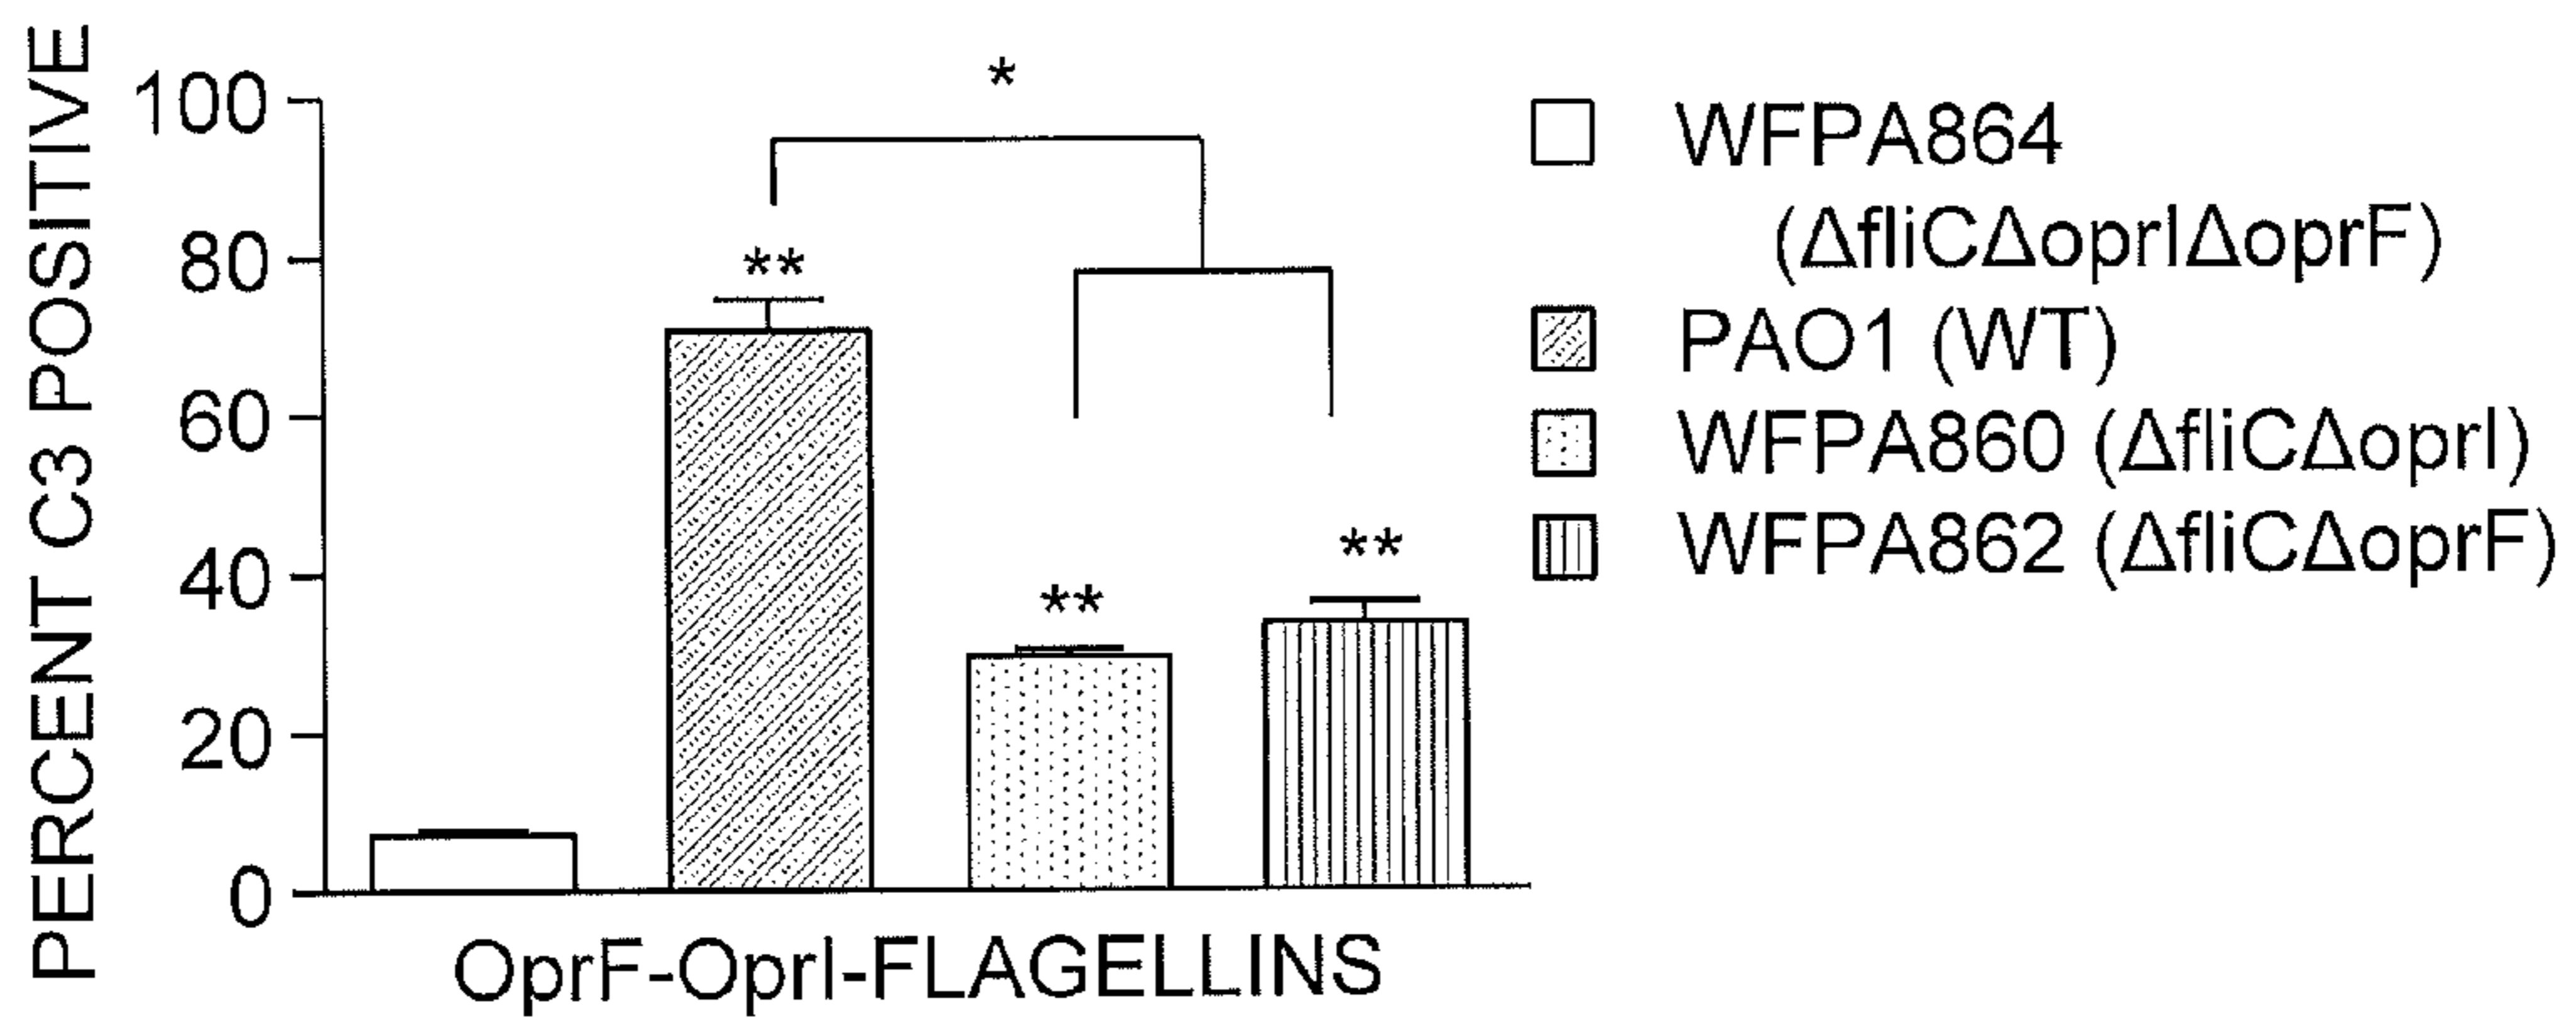 PERCENT C3 POSITIVE
100
80
60
40
20
0
*
**
**
**
OprF-OprI-FLAGELLINS
WFPA864
(ΔfliCΔoprIΔoprF)
PAO1 (WT)
WFPA860 (ΔfliCΔoprI)
WFPA862 (ΔfliCΔoprF)